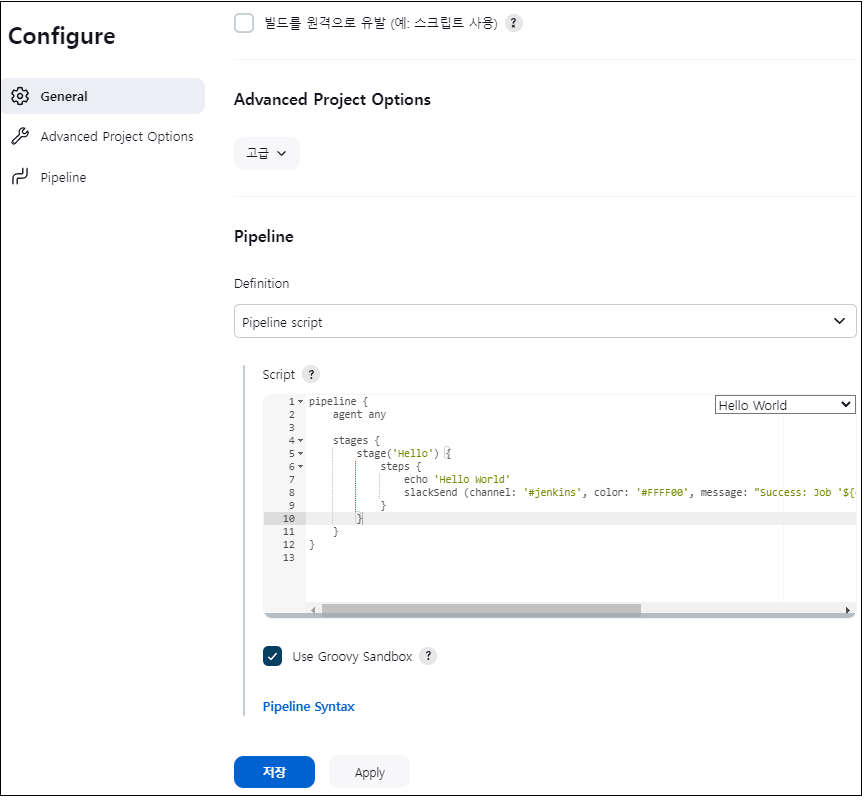 Configure
General
Advanced Project Options
Pipeline
빌드를 원격으로 유발 (예: 스크립트 사용) ?
Advanced Project Options
고급
Pipeline
Definition
Pipeline script
Script ?
Hello World
1 pipeline {
2     agent any
3
4     stages {
5         stage('Hello') {
6             steps {
7                 echo 'Hello World'
8                 slackSend (channel: '#jenkins', color: '#FFFF00', message: "Success: Job '${
9             }
10         }
11     }
12 }
13
Use Groovy Sandbox ?
Pipeline Syntax
저장
Apply